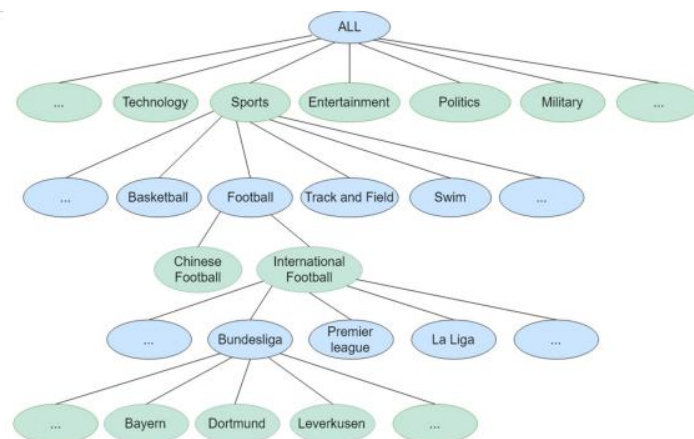 ALL
...
Technology
Sports
Entertainment
Politics
Military
...
...
Basketball
Football
Track and Field
Swim
...
Chinese
Football
International
Football
...
Bundesliga
Premier
league
La Liga
...
...
Bayern
Dortmund
Leverkusen
...